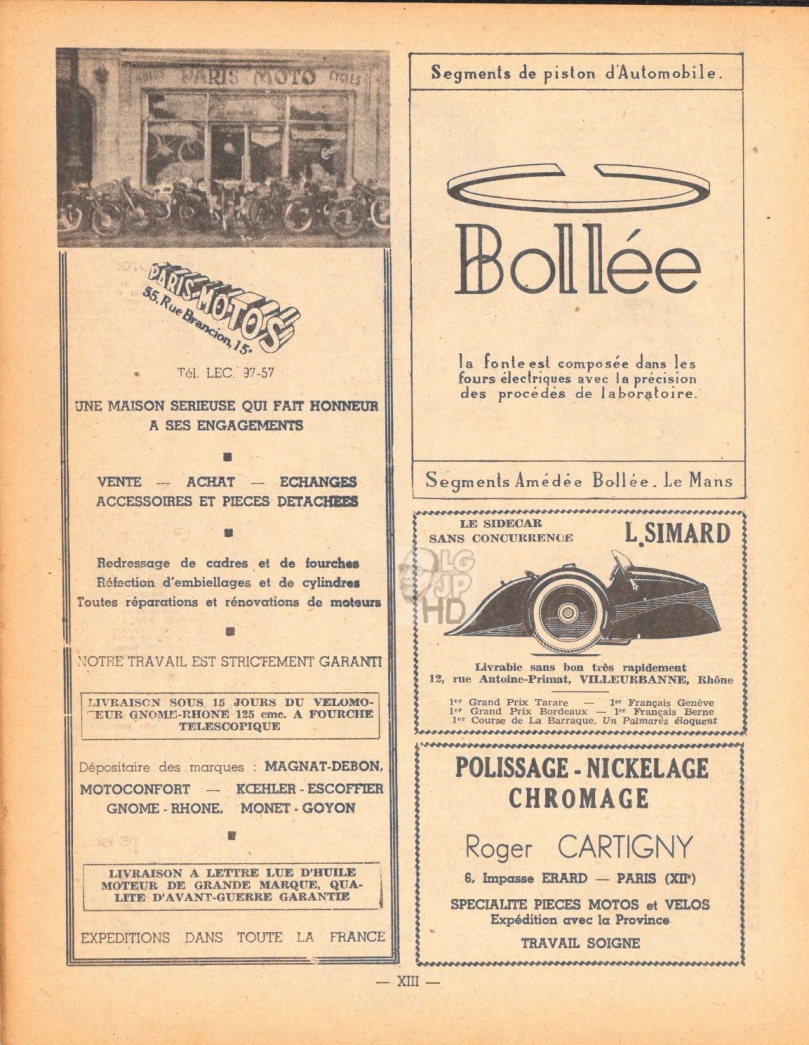 MOTOS PARIS MOTO CYCLES
PARIS-MOTOS
55, Rue Brancion, 15e
Tél. LEC. 97-57
UNE MAISON SERIEUSE QUI FAIT HONNEUR
A SES ENGAGEMENTS
VENTE — ACHAT — ECHANGES
ACCESSOIRES ET PIECES DETACHEES
Redressage de cadres et de fourches
Réfection d'embiellages et de cylindres
Toutes réparations et rénovations de moteurs
NOTRE TRAVAIL EST STRICTEMENT GARANTI
LIVRAISON SOUS 15 JOURS DU VELOMO-
TEUR GNOME-RHONE 125 cmc. A FOURCHE
TELESCOPIQUE
Dépositaire des marques : MAGNAT-DEBON,
MOTOCONFORT — KŒHLER - ESCOFFIER
GNOME - RHONE, MONET - GOYON
LIVRAISON A LETTRE LUE D'HUILE
MOTEUR DE GRANDE MARQUE, QUA-
LITE D'AVANT-GUERRE GARANTIE
EXPEDITIONS DANS TOUTE LA FRANCE
Segments de piston d'Automobile.
Bollée
la fonte est composée dans les
fours électriques avec la précision
des procédés de laboratoire.
Segments Amédée Bollée. Le Mans
LE SIDECAR
SANS CONCURRENCE
L. SIMARD
LG
JP
HD
Livrable sans bon très rapidement
12, rue Antoine-Primat, VILLEURBANNE, Rhône
1er Grand Prix Tarare — 1er Français Genève
1er Grand Prix Bordeaux — 1er Français Berne
1er Course de La Barraque. Un Palmarès éloquent
POLISSAGE - NICKELAGE
CHROMAGE
Roger CARTIGNY
6, Impasse ERARD — PARIS (XIIe)
SPECIALITE PIECES MOTOS et VELOS
Expédition avec la Province
TRAVAIL SOIGNE
— XIII —